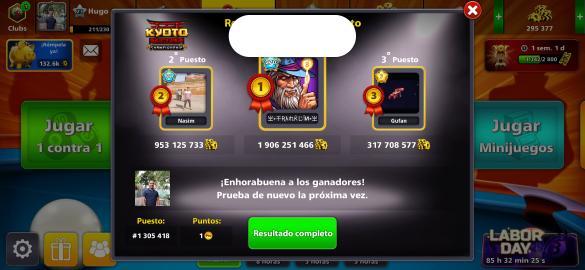 Hugo
Clubs
211/230
295 377
¡Rómpela
ya!
132.6k
1 sem. 1 d
KYOTO
2° Puesto
3° Puesto
1
2
3
Nasim
Gufan
953 125 733
1 906 251 466
317 708 577
Jugar
1 contra 1
Jugar
Minijuegos
¡Enhorabuena a los ganadores!
Prueba de nuevo la próxima vez.
Puesto:
Puntos:
#1 305 418
1
Resultado completo
LABOR
DAY
85 h 32 min 25 s